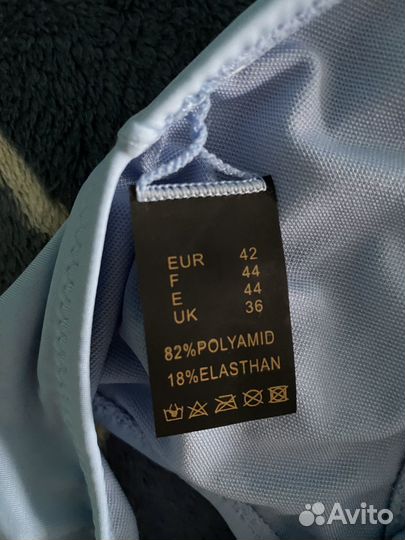 EUR 42
F 44
E 44
UK 36
82%POLYAMID
18%ELASTHAN
Avito